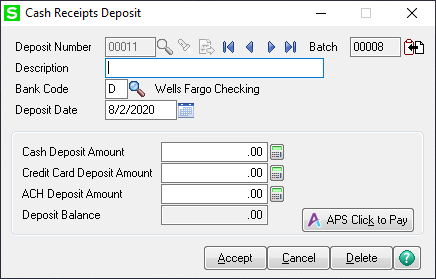 S Cash Receipts Deposit
Deposit Number 00011 Batch 00008
Description
Bank Code D Wells Fargo Checking
Deposit Date 8/2/2020
Cash Deposit Amount .00
Credit Card Deposit Amount .00
ACH Deposit Amount .00
Deposit Balance .00
APS Click to Pay
Accept Cancel Delete ?